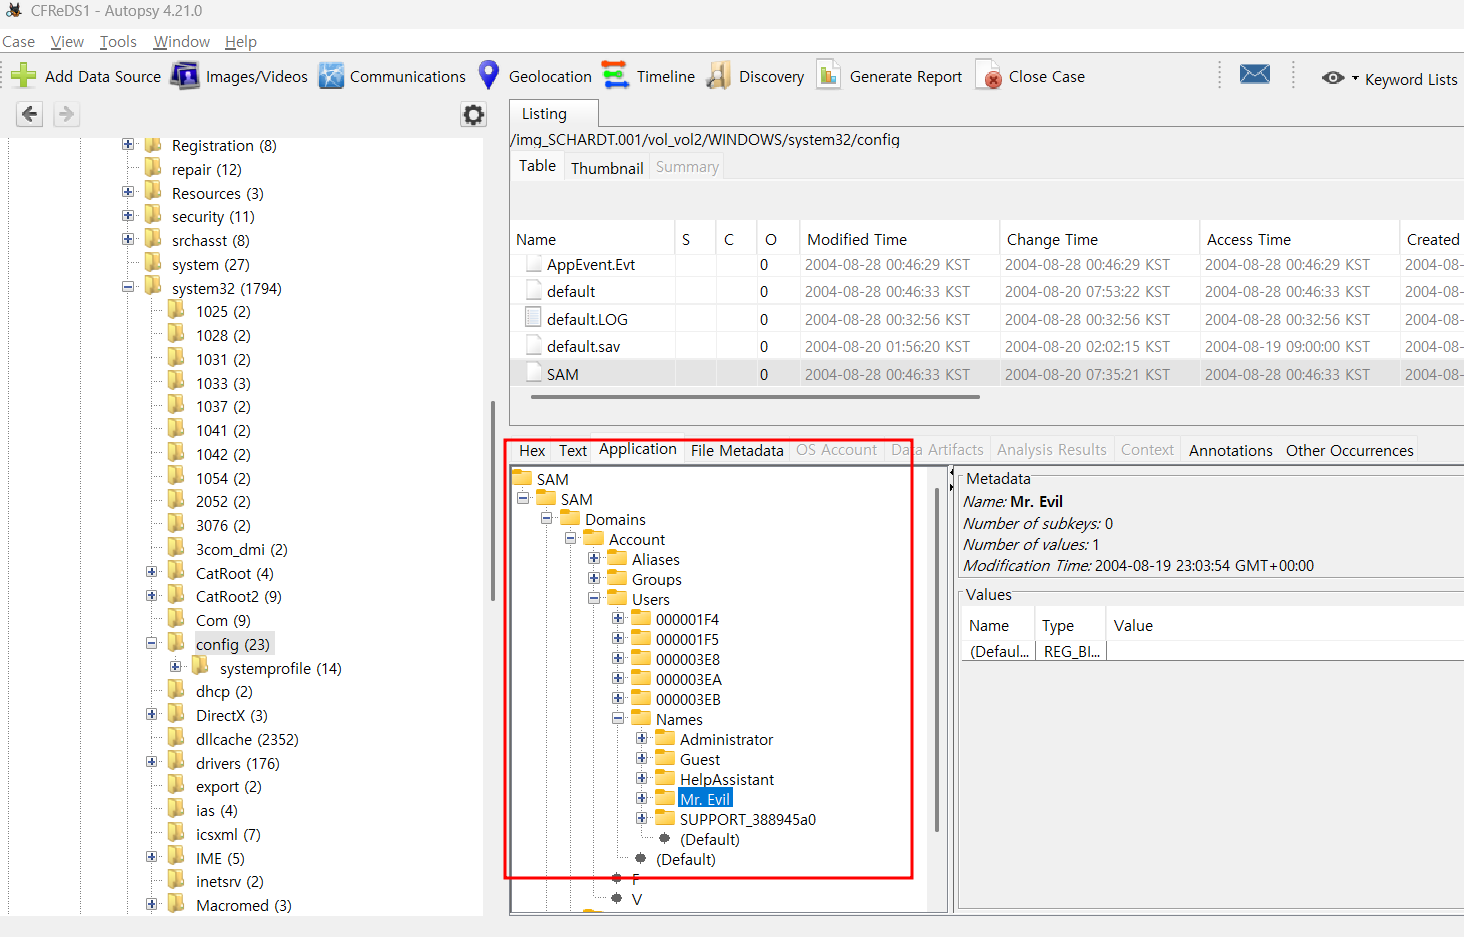 CFReDS1 - Autopsy 4.21.0
Case View Tools Window Help
Add Data Source Images/Videos Communications Geolocation Timeline Discovery Generate Report Close Case Keyword Lists
Registration (8)
repair (12)
Resources (3)
security (11)
srchasst (8)
system (27)
system32 (1794)
1025 (2)
1028 (2)
1031 (2)
1033 (3)
1037 (2)
1041 (2)
1042 (2)
1054 (2)
2052 (2)
3076 (2)
3com_dmi (2)
CatRoot (4)
CatRoot2 (9)
Com (9)
config (23)
systemprofile (14)
dhcp (2)
DirectX (3)
dllcache (2352)
drivers (176)
export (2)
ias (4)
icsxml (7)
IME (5)
inetsrv (2)
Macromed (3)
Listing
/img_SCHARDT.001/vol_vol2/WINDOWS/system32/config
Table Thumbnail Summary
Name S C O Modified Time Change Time Access Time Created
AppEvent.Evt 0 2004-08-28 00:46:29 KST 2004-08-28 00:46:29 KST 2004-08-28 00:46:29 KST 2004-08-
default 0 2004-08-28 00:46:33 KST 2004-08-20 07:53:22 KST 2004-08-28 00:46:33 KST 2004-08-
default.LOG 0 2004-08-28 00:32:56 KST 2004-08-28 00:32:56 KST 2004-08-28 00:32:56 KST 2004-08-
default.sav 0 2004-08-20 01:56:20 KST 2004-08-20 02:02:15 KST 2004-08-19 09:00:00 KST 2004-08-
SAM 0 2004-08-28 00:46:33 KST 2004-08-20 07:35:21 KST 2004-08-28 00:46:33 KST 2004-08-
Hex Text Application File Metadata OS Account Data Artifacts Analysis Results Context Annotations Other Occurrences
SAM
SAM
Domains
Account
Aliases
Groups
Users
000001F4
000001F5
000003E8
000003EA
000003EB
Names
Administrator
Guest
HelpAssistant
Mr. Evil
SUPPORT_388945a0
(Default)
(Default)
F
V
Metadata
Name: Mr. Evil
Number of subkeys: 0
Number of values: 1
Modification Time: 2004-08-19 23:03:54 GMT+00:00
Values
Name Type Value
(Defaul... REG_BI...